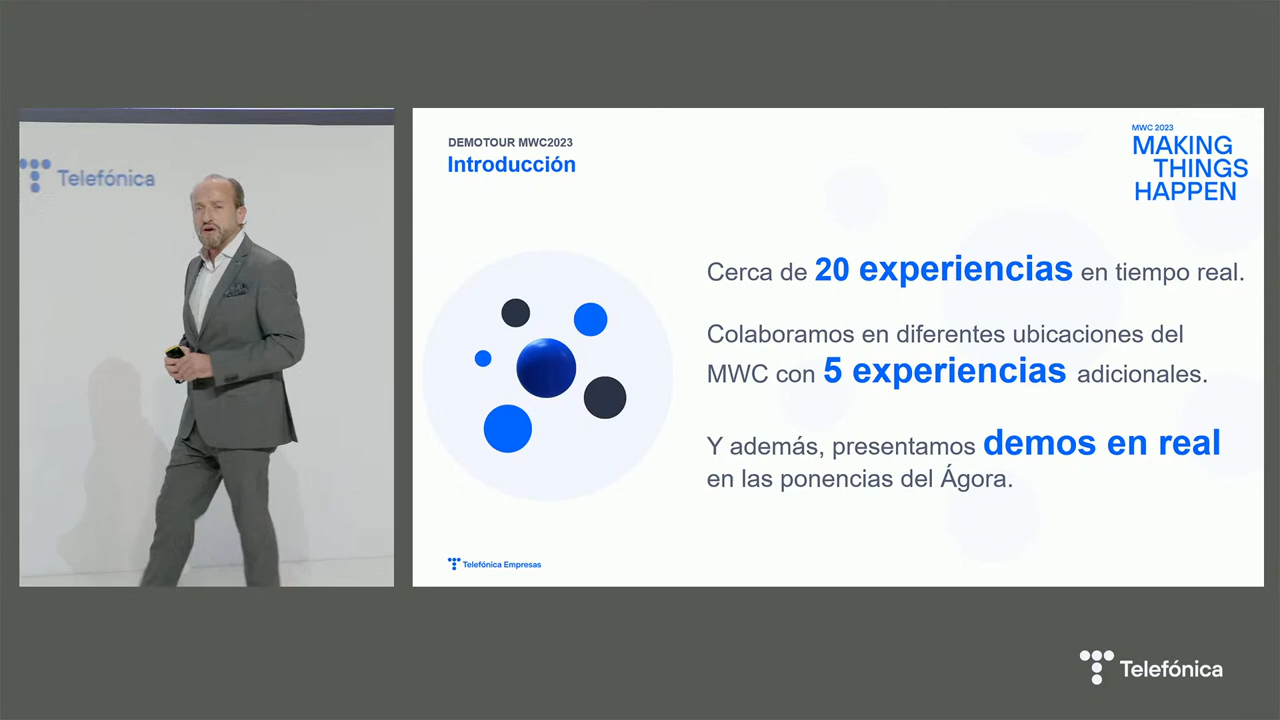 Telefónica
DEMOTOUR MWC2023
Introducción
MWC 2023
MAKING
THINGS
HAPPEN
Cerca de 20 experiencias en tiempo real.
Colaboramos en diferentes ubicaciones del
MWC con 5 experiencias adicionales.
Y además, presentamos demos en real
en las ponencias del Ágora.
Telefónica Empresas
Telefónica